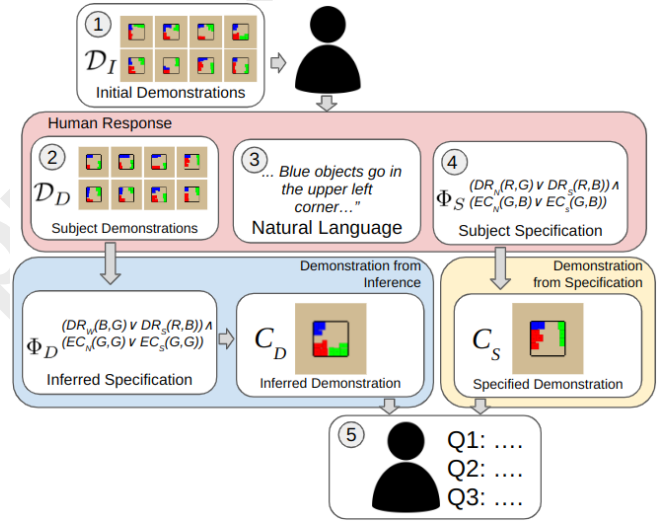 1
D_I
Initial Demonstrations
Human Response
2
D_D
Subject Demonstrations
3
"... Blue objects go in
the upper left
corner…”
Natural Language
4
Φ_S
(DR_N(R,G) ∨ DR_S(R,B)) ∧
(EC_N(G,B) ∨ EC_S(G,B))
Subject Specification
Demonstration from
Inference
Φ_D
(DR_W(B,G) ∨ DR_S(R,B)) ∧
(EC_N(G,G) ∨ EC_S(G,G))
Inferred Specification
C_D
Inferred Demonstration
Demonstration
from Specification
C_S
Specified Demonstration
5
Q1: ....
Q2: ....
Q3: ....